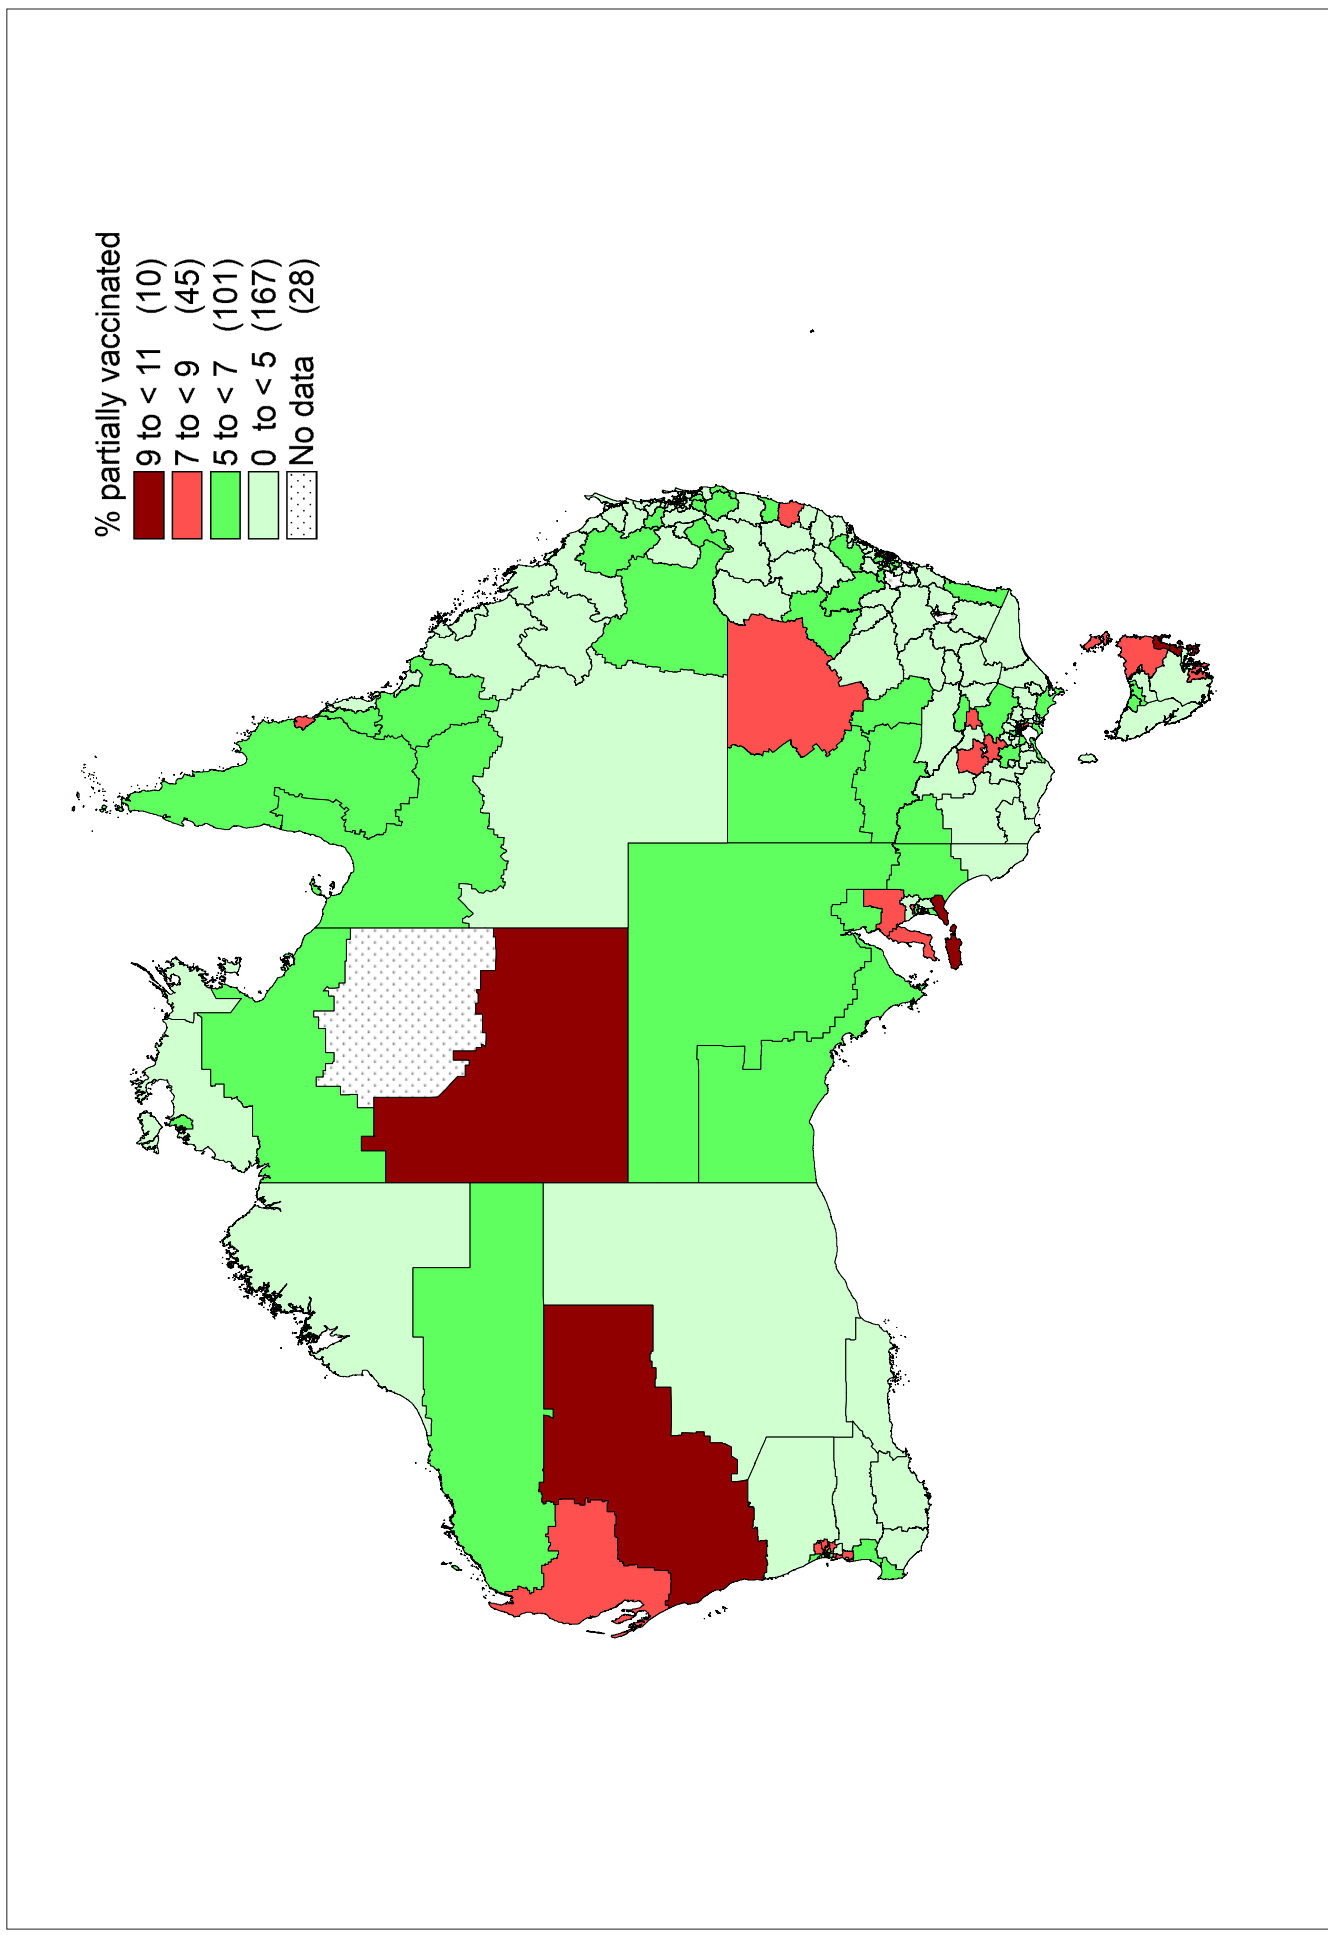 % partially vaccinated
9 to < 11 (10)
7 to < 9 (45)
5 to < 7 (101)
0 to < 5 (167)
No data (28)